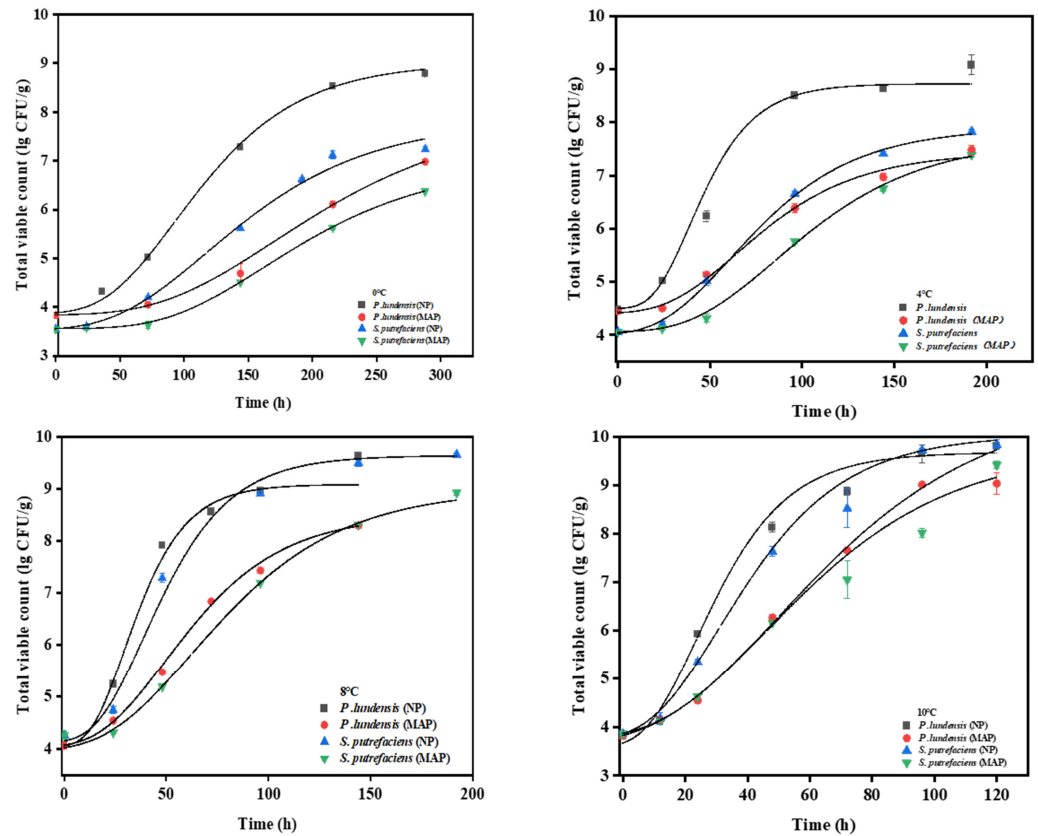 10
9
8
7
6
5
4
3
0
50
100
150
200
250
300
Total viable count (lg CFU/g)
Time (h)
0°C
P.lundensis (NP)
P.lundensis (MAP)
S. putrefaciens (NP)
S. putrefaciens (MAP)
10
9
8
7
6
5
4
0
50
100
150
200
Total viable count (lg CFU/g)
Time (h)
4°C
P.lundensis
P.lundensis (MAP)
S. putrefaciens
S. putrefaciens (MAP)
10
9
8
7
6
5
4
0
50
100
150
200
Total viable count (lg CFU/g)
Time (h)
8°C
P .lundensis (NP)
P .lundensis (MAP)
S. putrefaciens (NP)
S. putrefaciens (MAP)
10
9
8
7
6
5
4
3
0
20
40
60
80
100
120
Total viable count (lg CFU/g)
Time (h)
10°C
P.lundensis (NP)
P.lundensis (MAP)
S. putrefaciens (NP)
S. putrefaciens (MAP)